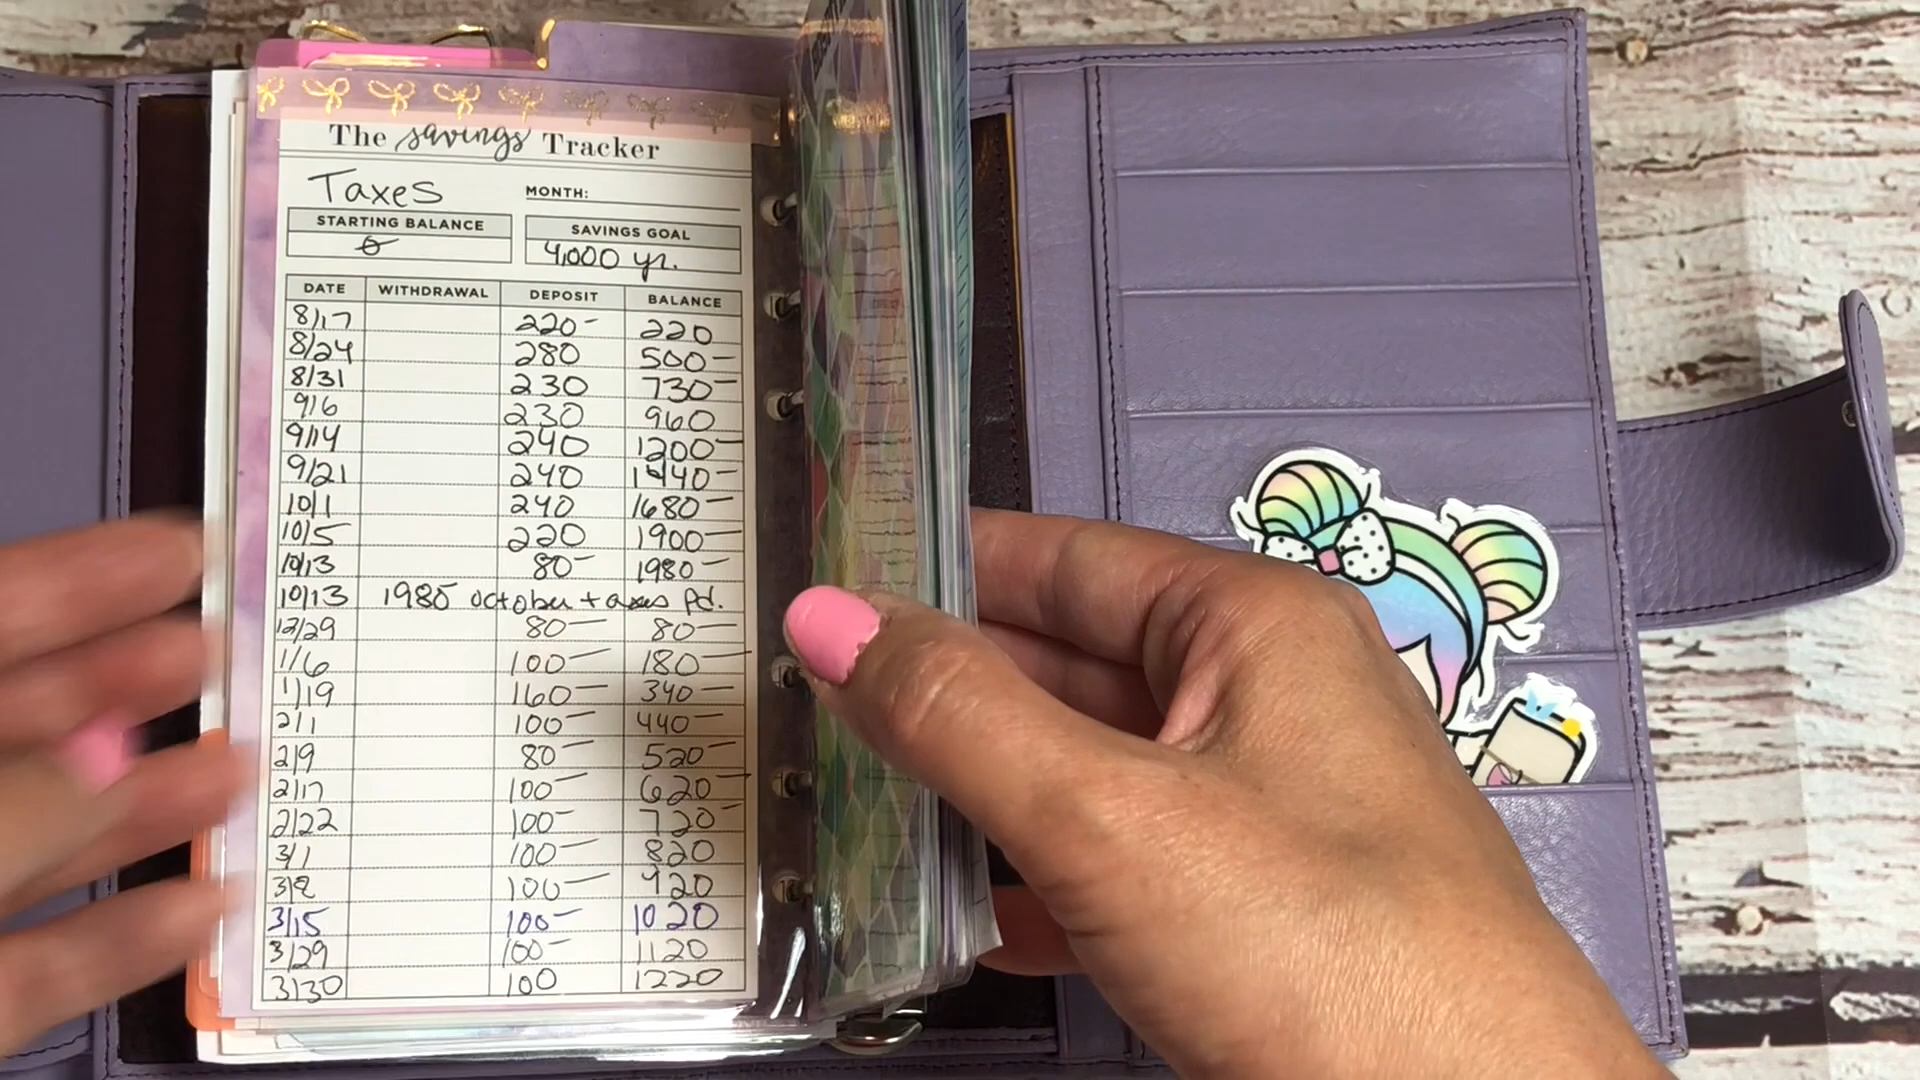 The savings Tracker
Taxes MONTH:
STARTING BALANCE SAVINGS GOAL
0 4,000 yr.
DATE WITHDRAWAL DEPOSIT BALANCE
8/17 220- 220
8/24 280 500-
8/31 230 730-
9/6 230 960
9/14 240 1200-
9/21 240 1440-
10/1 240 1680-
10/5 220 1900-
10/13 80- 1980-
10/13 1980 october taxes pd.
12/29 80- 80-
1/6 100- 180-
1/19 160- 340-
2/1 100- 440-
2/9 80- 520-
2/17 100- 620-
2/22 100- 720-
3/1 100- 820
3/8 100- 920
3/15 100- 1020
3/29 100- 1120
3/30 100 1220